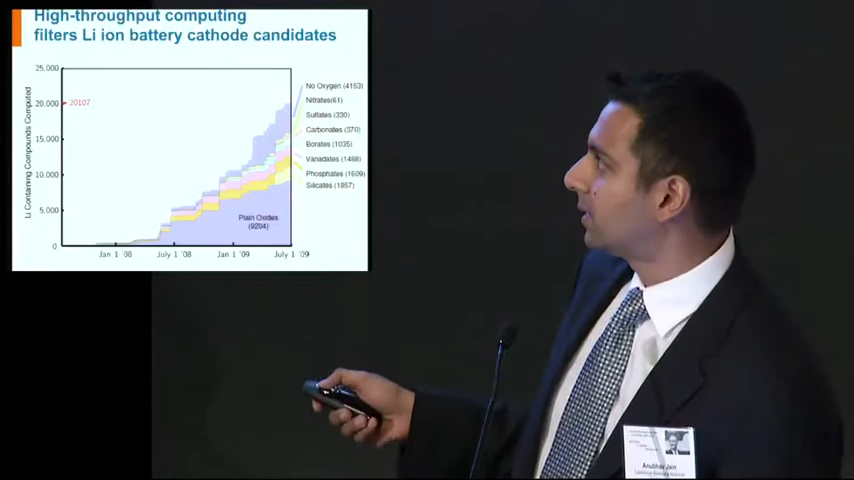 High-throughput computing
filters Li ion battery cathode candidates
25,000
20,000
15,000
10,000
5,000
0
20107
Li Containing Compounds Computed
No Oxygen (4153)
Nitrates(61)
Sulfates (330)
Carbonates (370)
Borates (1035)
Vanadates (1488)
Phosphates (1609)
Silicates (1857)
Plain Oxides
(9204)
Jan 1 '08
July 1 '08
Jan 1 '09
July 1 '09
Anubhav Jain